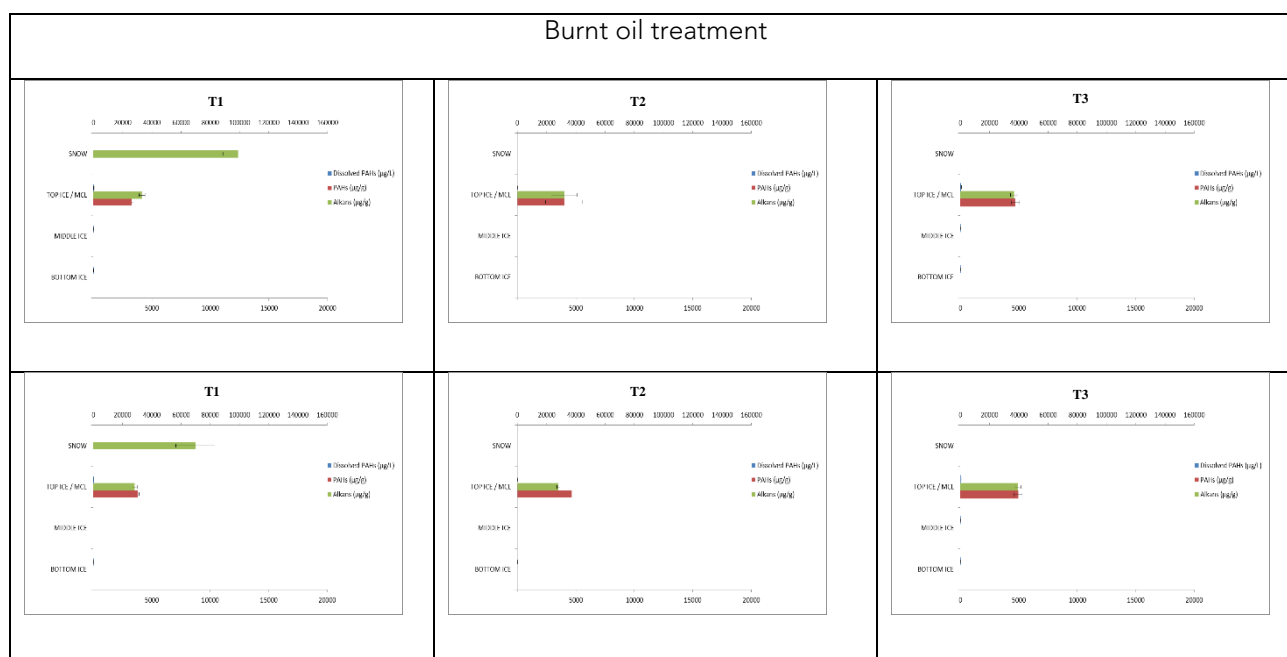 Burnt oil treatment
T1
0 20000 40000 60000 80000 100000 120000 140000 160000
SNOW
TOP ICE / MCL
MIDDLE ICE
BOTTOM ICE
Dissolved PAHs (µg/L)
PAHs (µg/g)
Alkans (µg/g)
5000 10000 15000 20000
T2
0 20000 40000 60000 80000 100000 120000 140000 160000
SNOW
TOP ICE / MCL
MIDDLE ICE
BOTTOM ICE
Dissolved PAHs (µg/L)
PAHs (µg/g)
Alkans (µg/g)
5000 10000 15000 20000
T3
0 20000 40000 60000 80000 100000 120000 140000 160000
SNOW
TOP ICE / MCL
MIDDLE ICE
BOTTOM ICE
Dissolved PAHs (µg/L)
PAHs (µg/g)
Alkans (µg/g)
0 5000 10000 15000 20000
T1
0 20000 40000 60000 80000 100000 120000 140000 160000
SNOW
TOP ICE / MCL
MIDDLE ICE
BOTTOM ICE
Dissolved PAHs (µg/L)
PAHs (µg/g)
Alkans (µg/g)
5000 10000 15000 20000
T2
0 20000 40000 60000 80000 100000 120000 140000 160000
SNOW
TOP ICE / MCL
MIDDLE ICE
BOTTOM ICE
Dissolved PAHs (µg/L)
PAHs (µg/g)
Alkans (µg/g)
5000 10000 15000 20000
T3
0 20000 40000 60000 80000 100000 120000 140000 160000
SNOW
TOP ICE / MCL
MIDDLE ICE
BOTTOM ICE
Dissolved PAHs (µg/L)
PAHs (µg/g)
Alkans (µg/g)
0 5000 10000 15000 20000